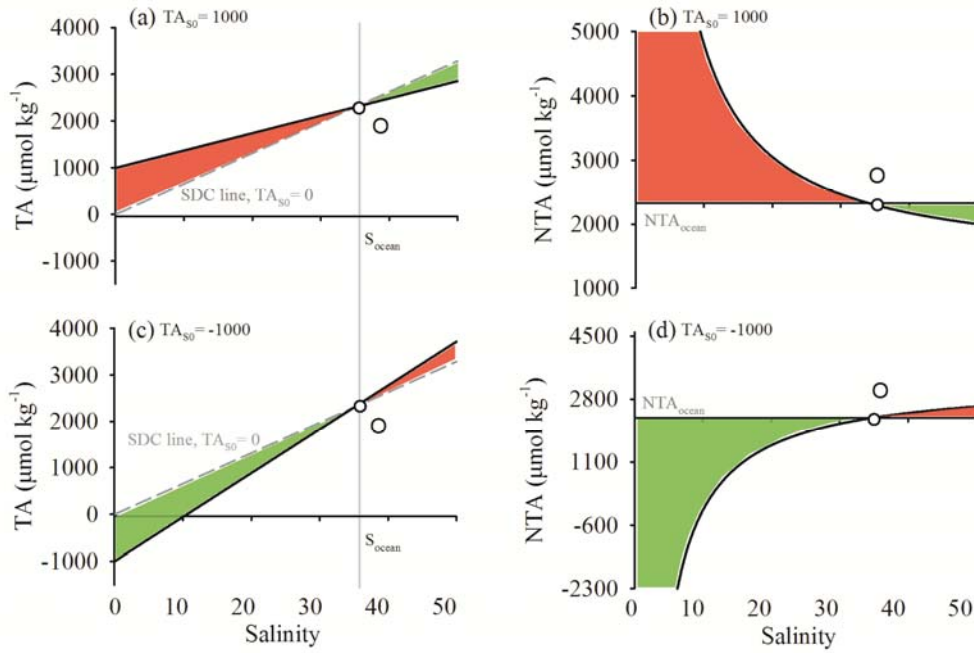 (a) TA_S0 = 1000
TA (µmol kg⁻¹)
4000
3000
2000
1000
0
-1000
SDC line, TA_S0 = 0
S_ocean
(b) TA_S0 = 1000
NTA (µmol kg⁻¹)
5000
4000
3000
2000
1000
NTA_ocean
(c) TA_S0 = -1000
TA (µmol kg⁻¹)
4000
3000
2000
1000
0
-1000
SDC line, TA_S0 = 0
S_ocean
0 10 20 30 40 50
Salinity
(d) TA_S0 = -1000
NTA (µmol kg⁻¹)
4500
2800
1100
-600
-2300
NTA_ocean
0 10 20 30 40 50
Salinity